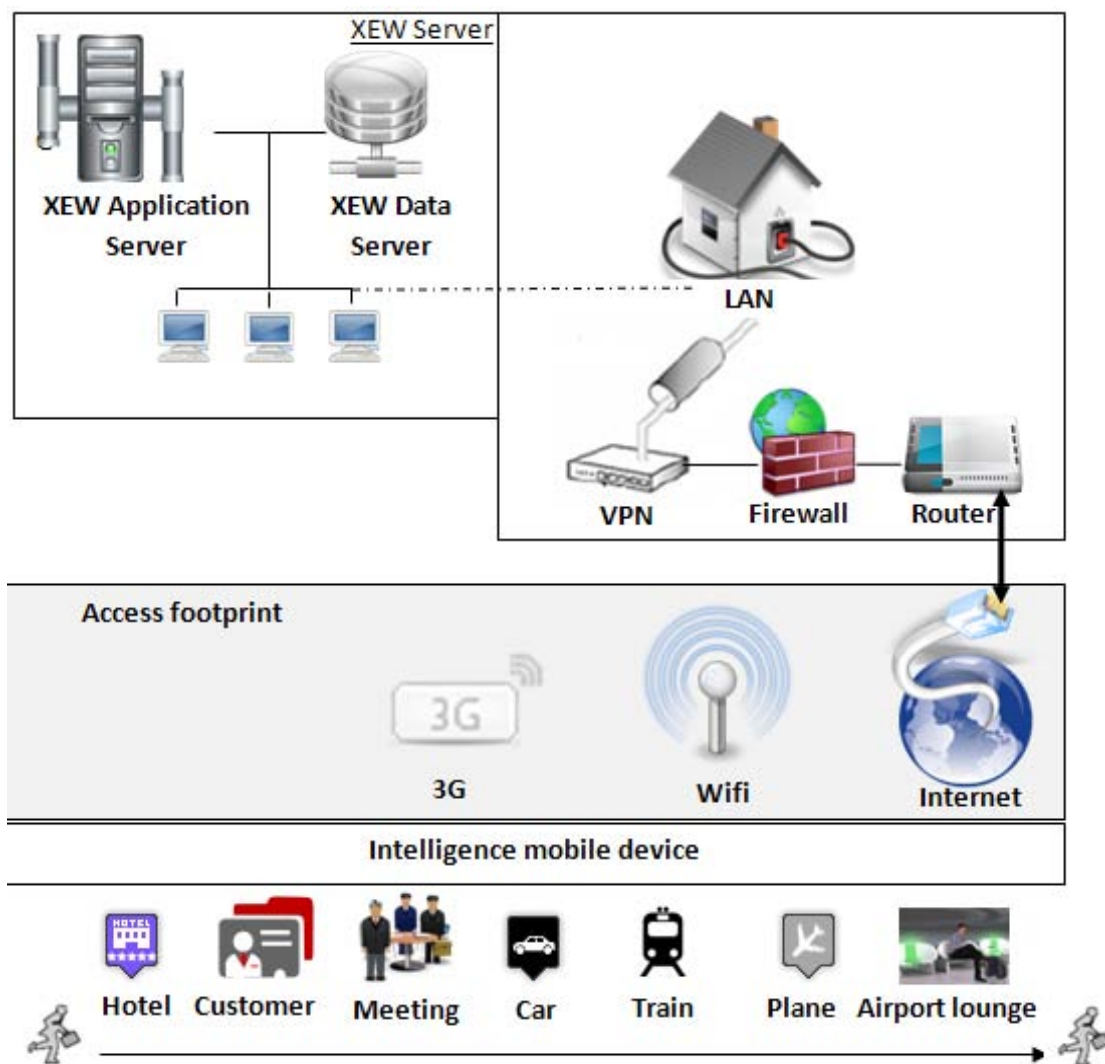 XEW Server
XEW Application
Server
XEW Data
Server
LAN
VPN
Firewall
Router
Access footprint
3G
3G
Wifi
Internet
Intelligence mobile device
HOTEL
Hotel
Customer
Meeting
Car
Train
Plane
Airport lounge